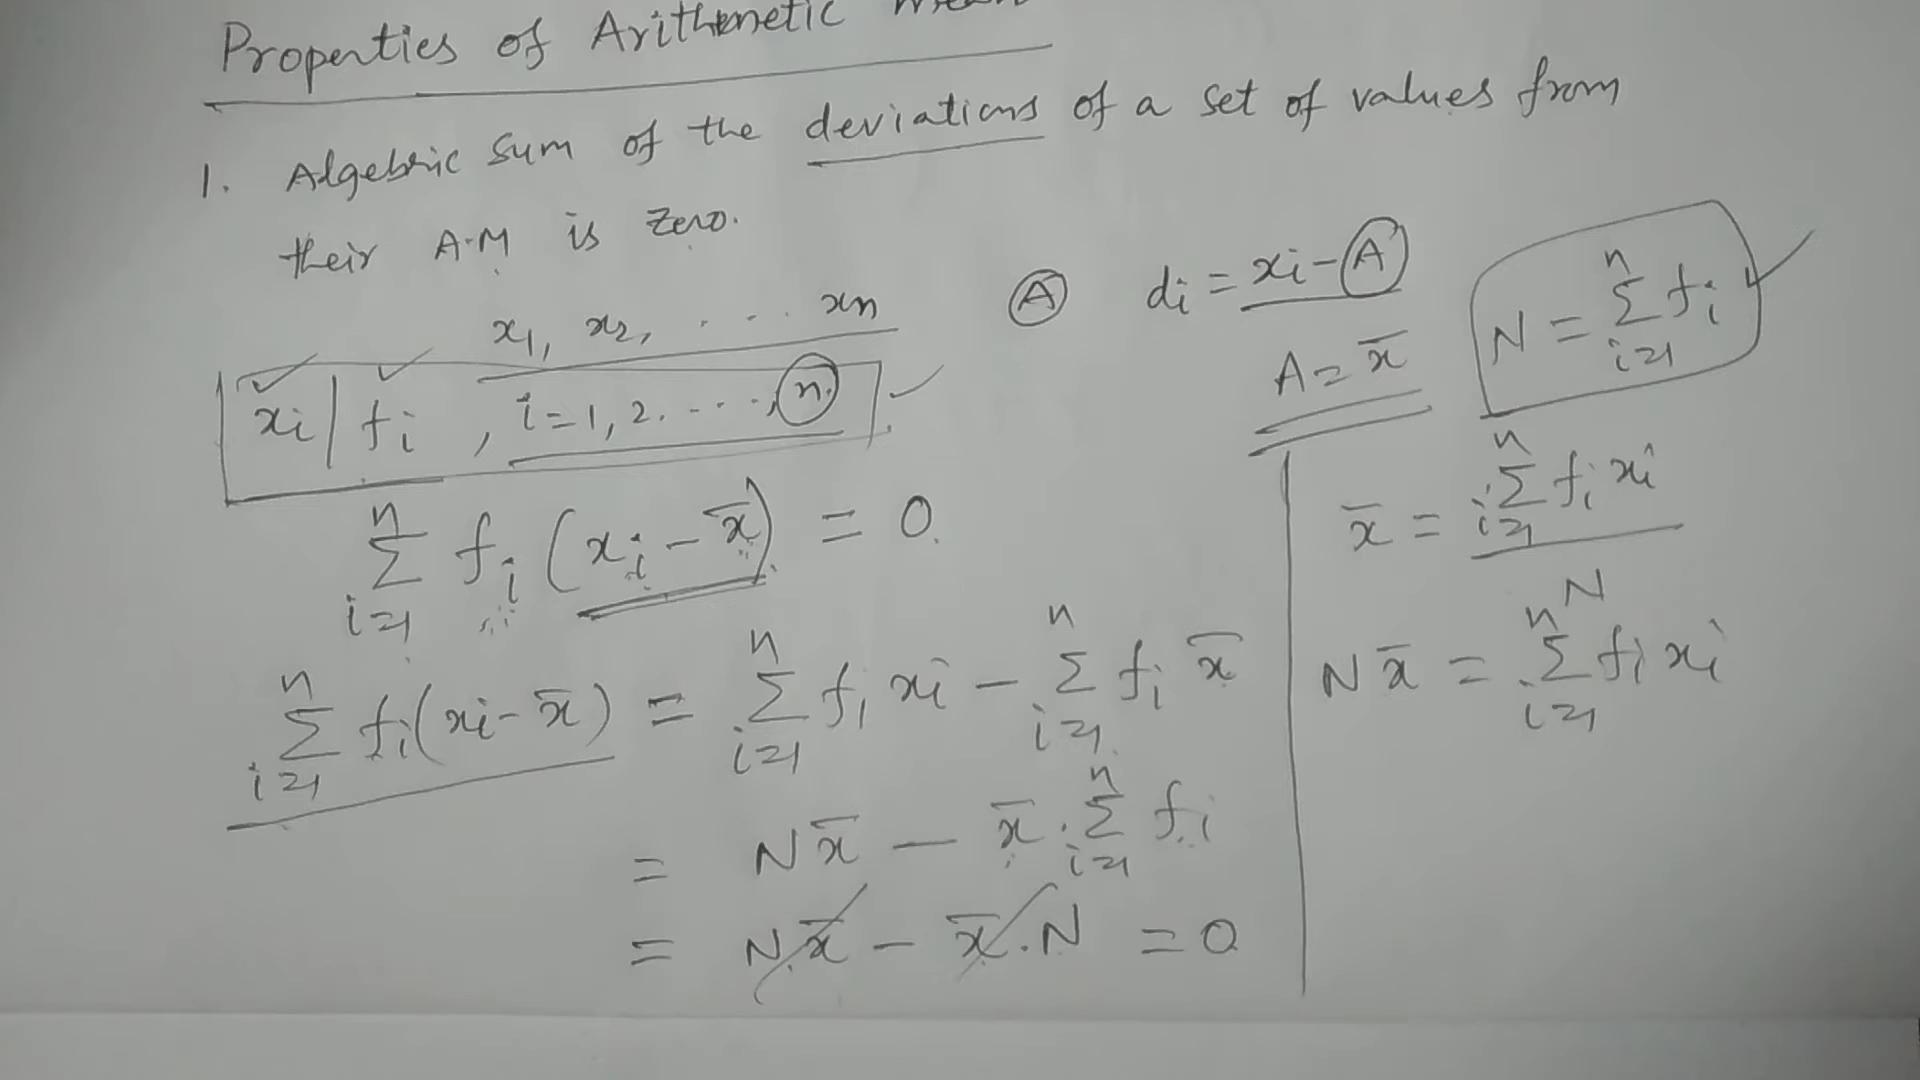 Properties of Arithmetic Mean
1. Algebric sum of the deviations of a set of values from
their A.M is Zero.
x1, x2, . . . . xn
A di = xi - A
N = n Σ i=1 fi
xi | fi , i = 1, 2. - - ., n.
A = x̄
n Σ i=1 fi (xi - x̄) = 0.
x̄ = n Σ i=1 fi xi / N
n Σ i=1 fi(xi - x̄) = n Σ i=1 fi xi - n Σ i=1 fi x̄
N x̄ = n Σ i=1 fi xi
= N x̄ - x̄ . n Σ i=1 fi
= N.x̄ - x̄.N = 0